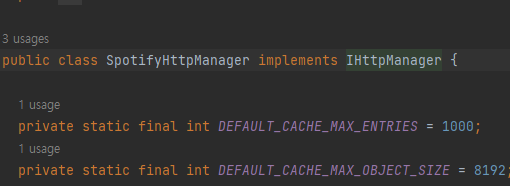 3 usages
public class SpotifyHttpManager implements IHttpManager {
1 usage
private static final int DEFAULT_CACHE_MAX_ENTRIES = 1000;
1 usage
private static final int DEFAULT_CACHE_MAX_OBJECT_SIZE = 8192;